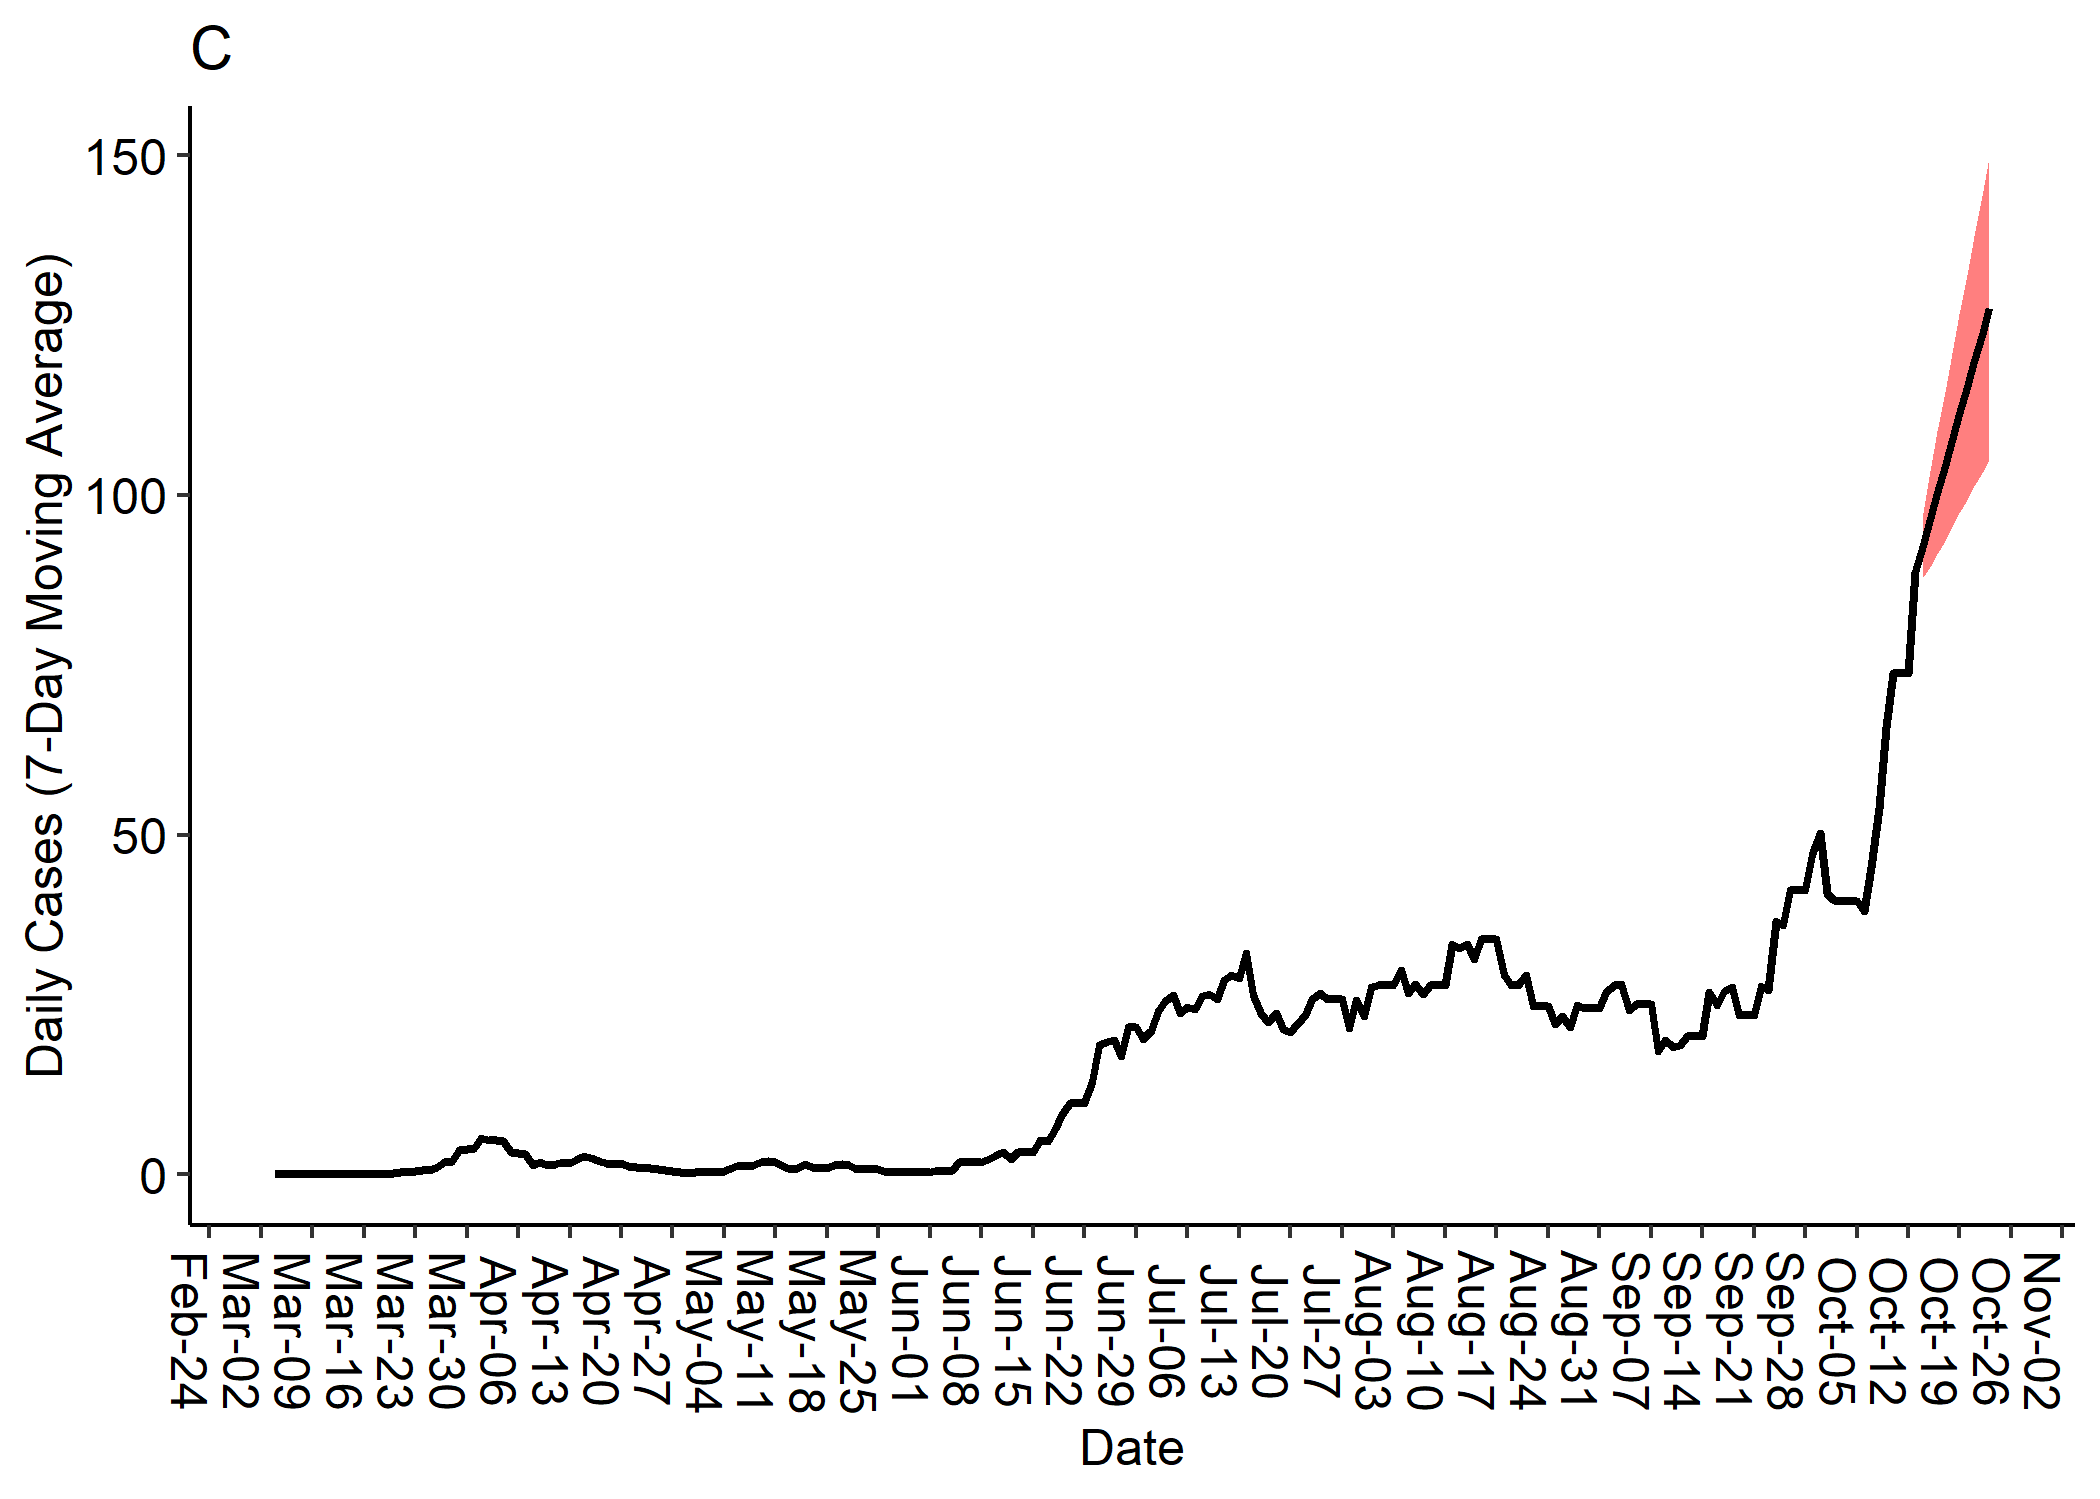 C
150
100
50
0
Daily Cases (7-Day Moving Average)
Feb-24
Mar-02
Mar-09
Mar-16
Mar-23
Mar-30
Apr-06
Apr-13
Apr-20
Apr-27
May-04
May-11
May-18
May-25
Jun-01
Jun-08
Jun-15
Jun-22
Jun-29
Jul-06
Jul-13
Jul-20
Jul-27
Aug-03
Aug-10
Aug-17
Aug-24
Aug-31
Sep-07
Sep-14
Sep-21
Sep-28
Oct-05
Oct-12
Oct-19
Oct-26
Nov-02
Date